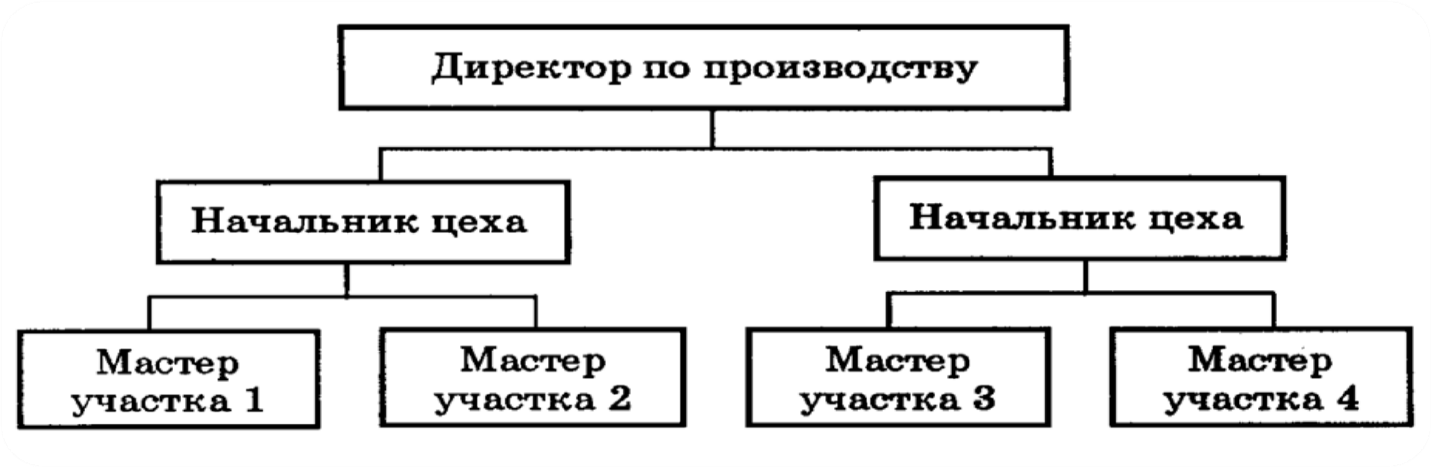 Директор по производству
Начальник цеха
Начальник цеха
Мастер
участка 1
Мастер
участка 2
Мастер
участка 3
Мастер
участка 4